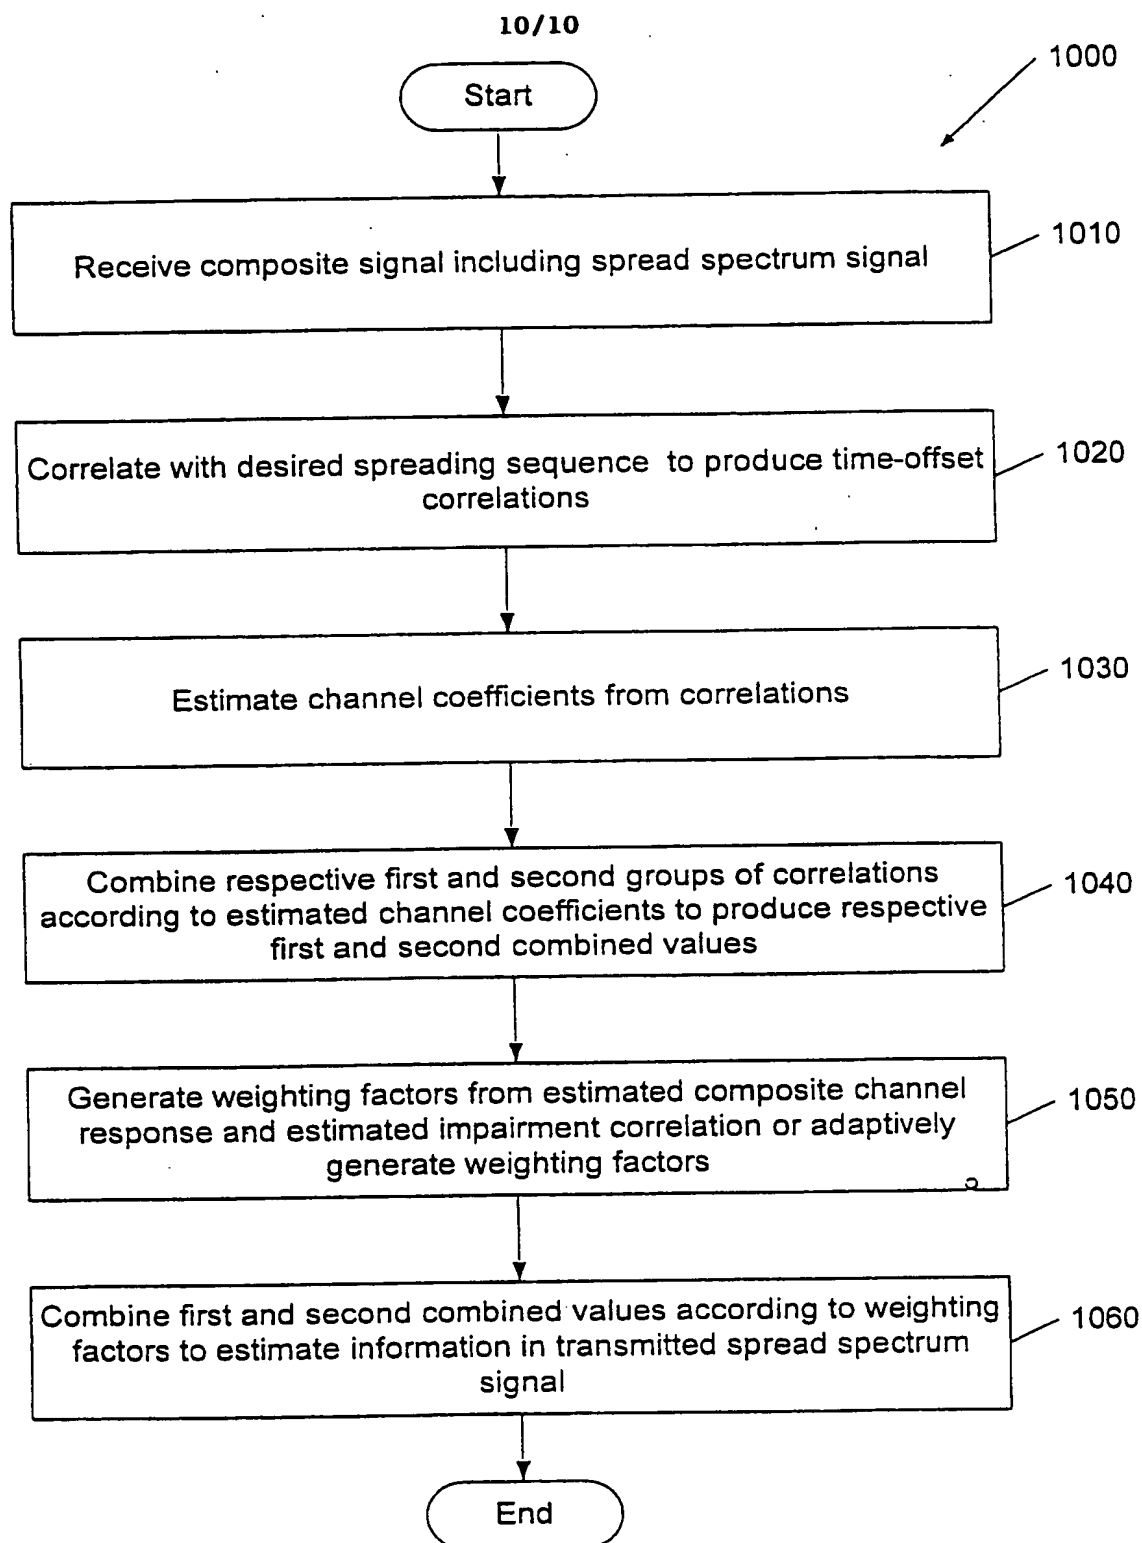 10/10
1000
Start
Receive composite signal including spread spectrum signal
1010
Correlate with desired spreading sequence to produce time-offset
correlations
1020
Estimate channel coefficients from correlations
1030
Combine respective first and second groups of correlations
according to estimated channel coefficients to produce respective
first and second combined values
1040
Generate weighting factors from estimated composite channel
response and estimated impairment correlation or adaptively
generate weighting factors
1050
Combine first and second combined values according to weighting
factors to estimate information in transmitted spread spectrum
signal
1060
End